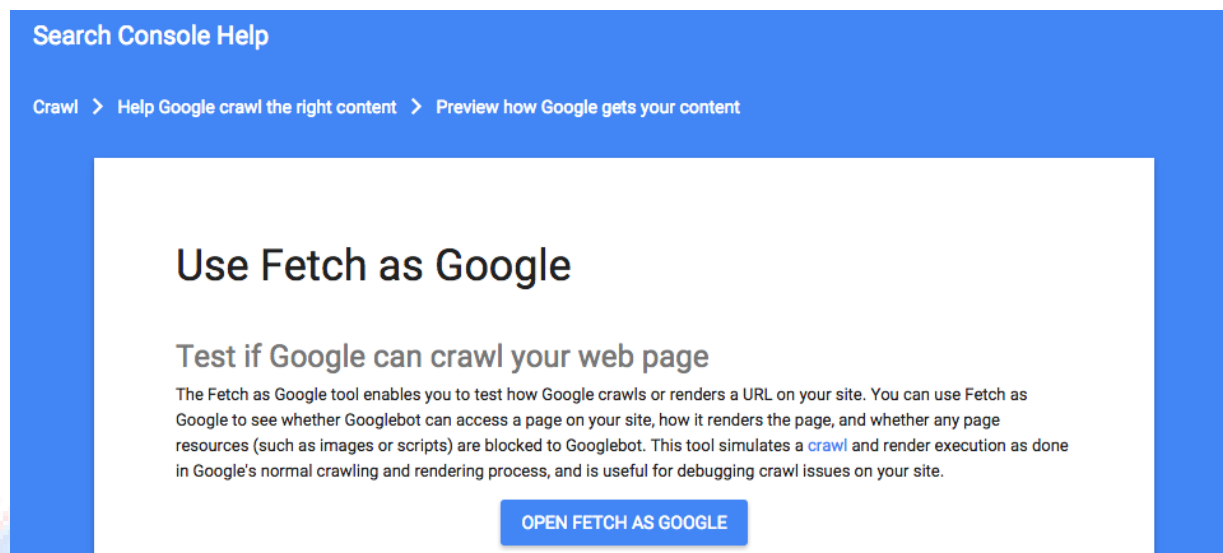 Search Console Help
Crawl > Help Google crawl the right content > Preview how Google gets your content
Use Fetch as Google
Test if Google can crawl your web page
The Fetch as Google tool enables you to test how Google crawls or renders a URL on your site. You can use Fetch as
Google to see whether Googlebot can access a page on your site, how it renders the page, and whether any page
resources (such as images or scripts) are blocked to Googlebot. This tool simulates a crawl and render execution as done
in Google's normal crawling and rendering process, and is useful for debugging crawl issues on your site.
OPEN FETCH AS GOOGLE